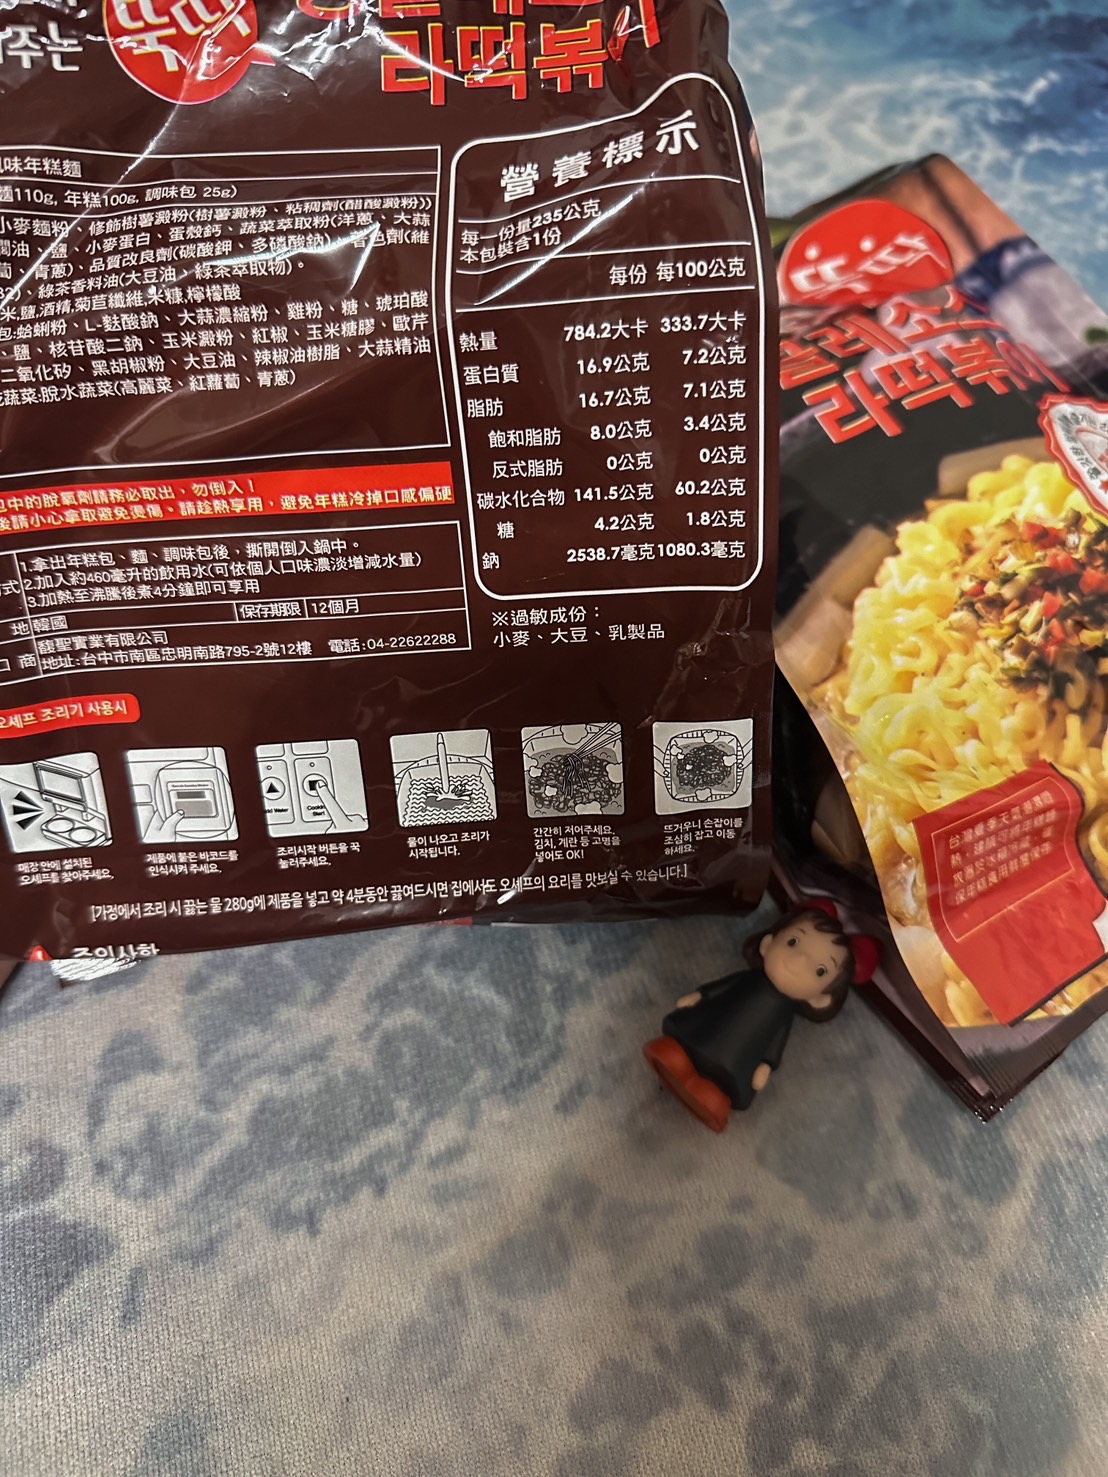 주는
라떡볶이
味年糕麵
麵110g, 年糕100g, 調味包 25g)
小麥麵粉、修飾樹薯澱粉(樹薯澱粉、粘稠劑(醋酸澱粉))
油、鹽、小麥蛋白、蛋殼鈣、蔬菜萃取粉(洋蔥、大蒜
蔔、青蔥)、品質改良劑(碳酸鉀、多磷酸鈉)、着色劑(維
B2)、綠茶香料油(大豆油、綠茶萃取物)。
米,鹽,酒精,菊苣纖維,米糠,檸檬酸
包:蛤蜊粉、L-麩酸鈉、大蒜濃縮粉、雞粉、糖、琥珀酸
、鹽、核苷酸二鈉、玉米澱粉、紅椒、玉米糖膠、歐芹
二氧化矽、黑胡椒粉、大豆油、辣椒油樹脂、大蒜精油
蔬菜:脫水蔬菜(高麗菜、紅蘿蔔、青蔥)
中的脫氧劑請務必取出，勿倒入！
後請小心拿取避免燙傷。請趁熱享用，避免年糕冷掉口感偏硬
1.拿出年糕包、麵、調味包後，撕開倒入鍋中。
式 2.加入約460毫升的飲用水(可依個人口味濃淡增減水量)
3.加熱至沸騰後煮4分鐘即可享用
地 韓國 保存期限 12個月
馥聖實業有限公司
商 地址:台中市南區忠明南路795-2號12樓 電話:04-22622288
營養標示
每一份量235公克
本包裝含1份
每份 每100公克
熱量 784.2大卡 333.7大卡
蛋白質 16.9公克 7.2公克
脂肪 16.7公克 7.1公克
飽和脂肪 8.0公克 3.4公克
反式脂肪 0公克 0公克
碳水化合物 141.5公克 60.2公克
糖 4.2公克 1.8公克
鈉 2538.7毫克 1080.3毫克
※過敏成份：
小麥、大豆、乳製品
오셰프 조리기 사용시
매장 안에 설치된
오셰프를 찾아주세요.
제품에 붙은 바코드를
인식시켜 주세요.
Cooking
Start
조리시작 버튼을 꾹
눌러주세요.
물이 나오고 조리가
시작됩니다.
간간히 저어주세요.
김치, 계란 등 고명을
넣어도 OK!
뜨거우니 손잡이를
조심히 잡고 이동
하세요.
[가정에서 조리 시 끓는 물 280g에 제품을 넣고 약 4분동안 끓여드시면 집에서도 오셰프의 요리를 맛보실 수 있습니다.]
주의사항
라떡볶이